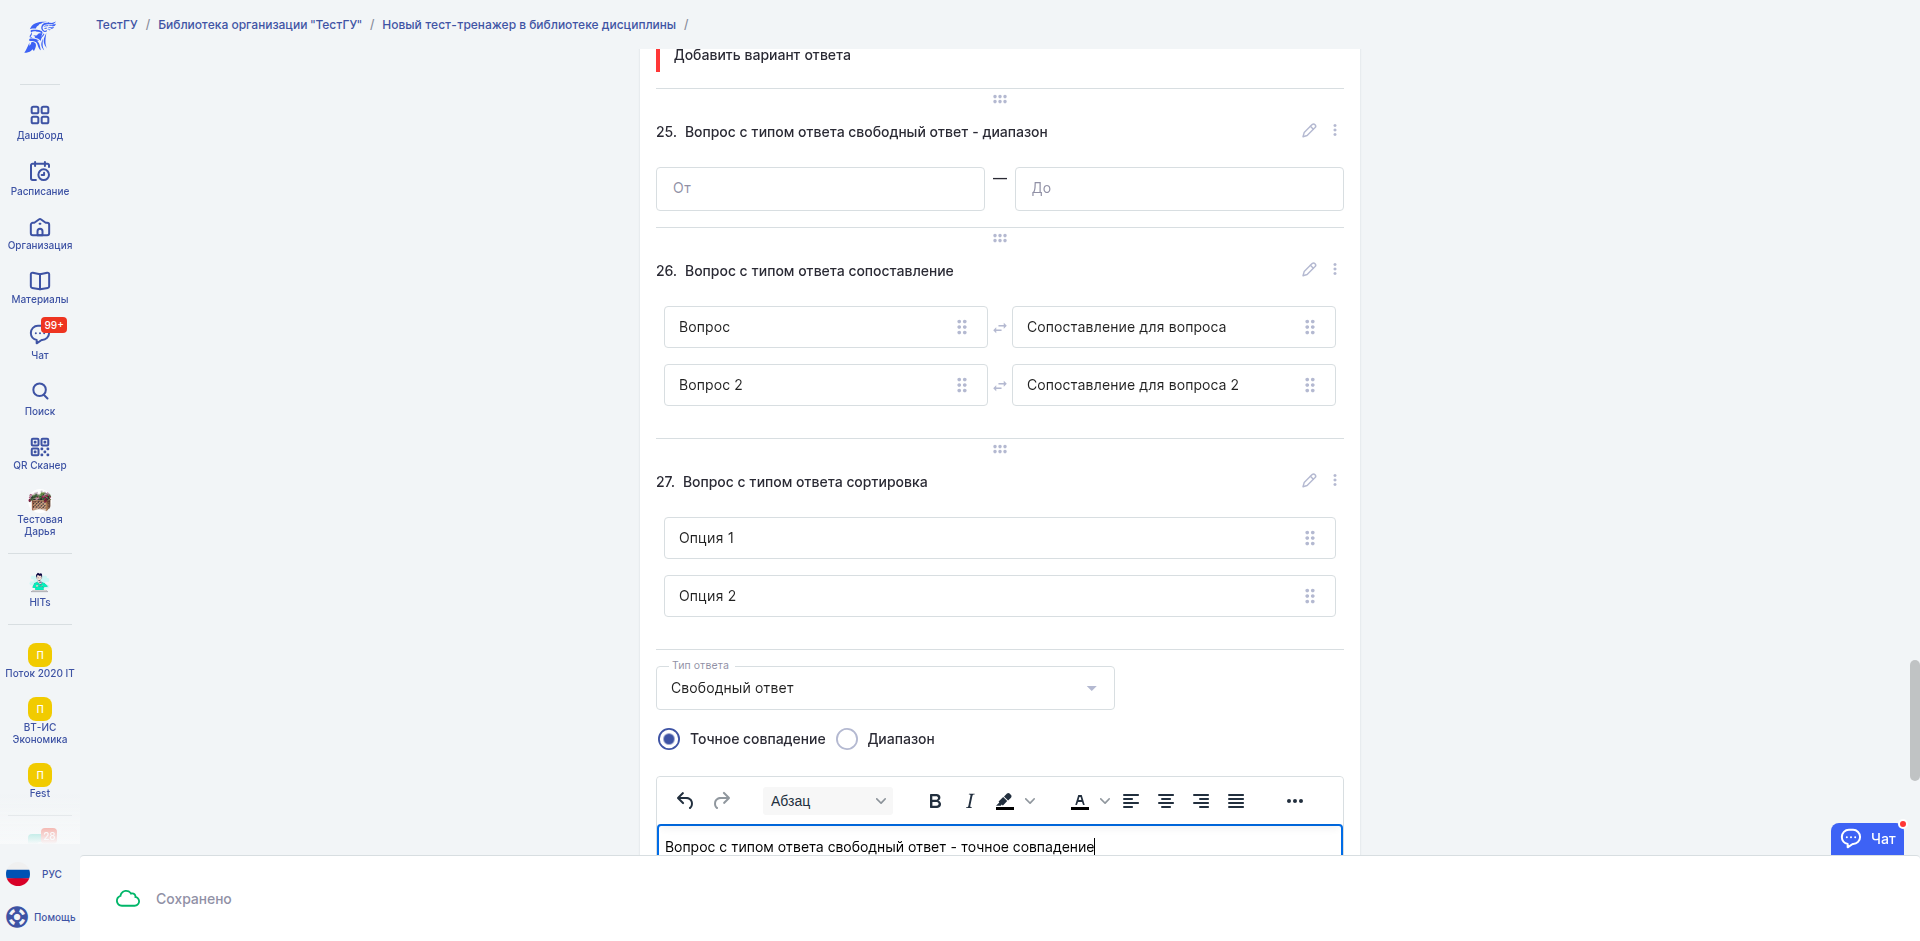 ТестГУ / Библиотека организации "ТестГУ" / Новый тест-тренажер в библиотеке дисциплины /
Дашборд
Расписание
Организация
Материалы
99+
Чат
Поиск
QR Сканер
Тестовая
Дарья
HITs
П
Поток 2020 IT
П
ВТ-ИС
Экономика
П
Fest
28
РУС
Помощь
Добавить вариант ответа
25. Вопрос с типом ответа свободный ответ - диапазон
От — До
26. Вопрос с типом ответа сопоставление
Вопрос Сопоставление для вопроса
Вопрос 2 Сопоставление для вопроса 2
27. Вопрос с типом ответа сортировка
Опция 1
Опция 2
Тип ответа
Свободный ответ
Точное совпадение Диапазон
Абзац B I A
Вопрос с типом ответа свободный ответ - точное совпадение
Чат
Сохранено